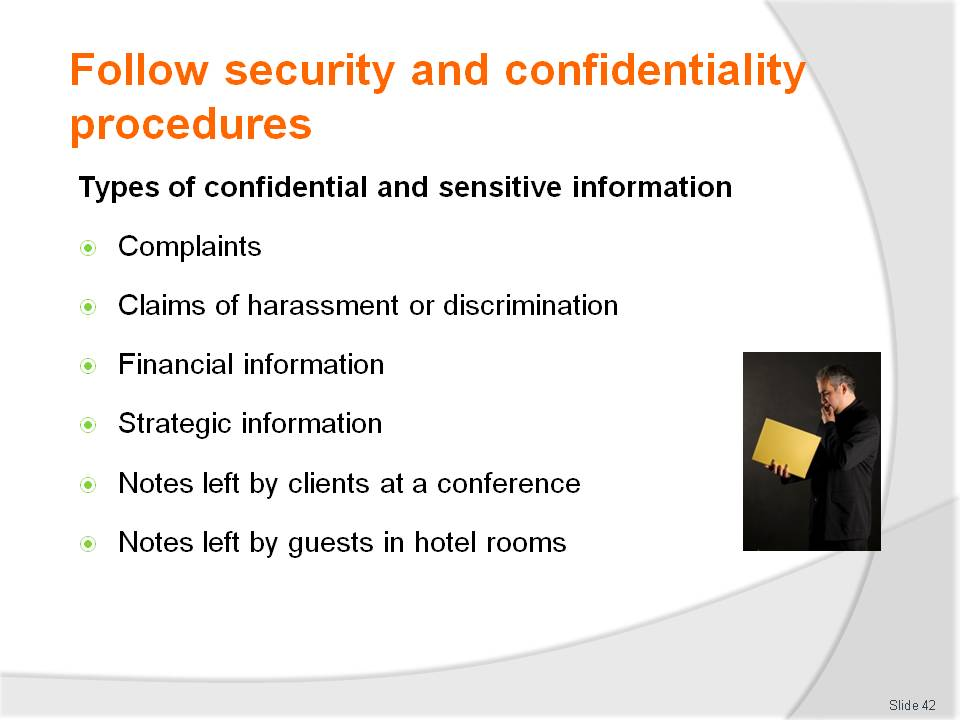 Follow security and confidentiality
procedures
Types of confidential and sensitive information
Complaints
Claims of harassment or discrimination
Financial information
Strategic information
Notes left by clients at a conference
Notes left by guests in hotel rooms
Slide 42